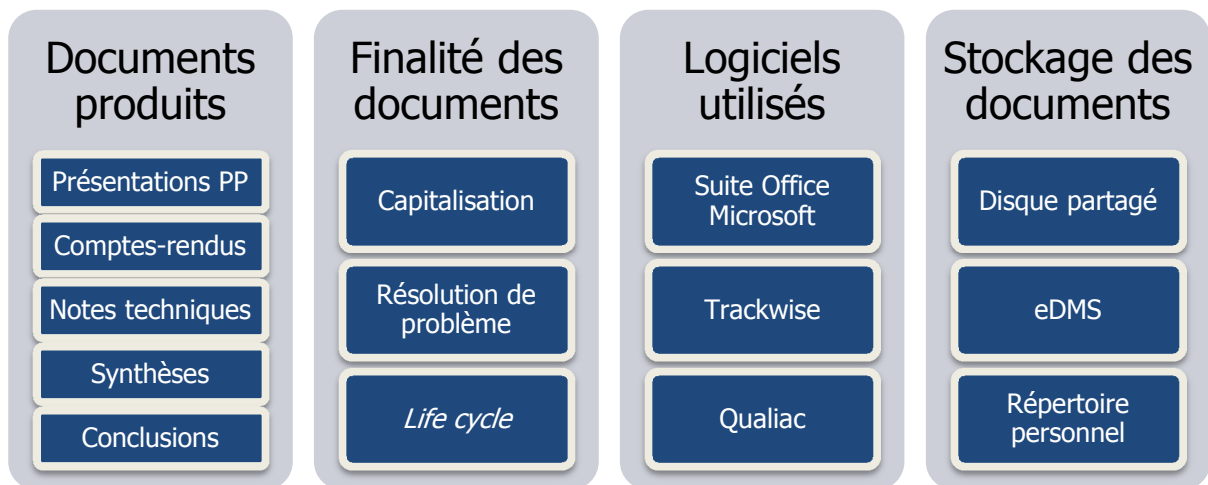 Documents
produits
Présentations PP
Comptes-rendus
Notes techniques
Synthèses
Conclusions
Finalité des
documents
Capitalisation
Résolution de
problème
Life cycle
Logiciels
utilisés
Suite Office
Microsoft
Trackwise
Qualiac
Stockage des
documents
Disque partagé
eDMS
Répertoire
personnel